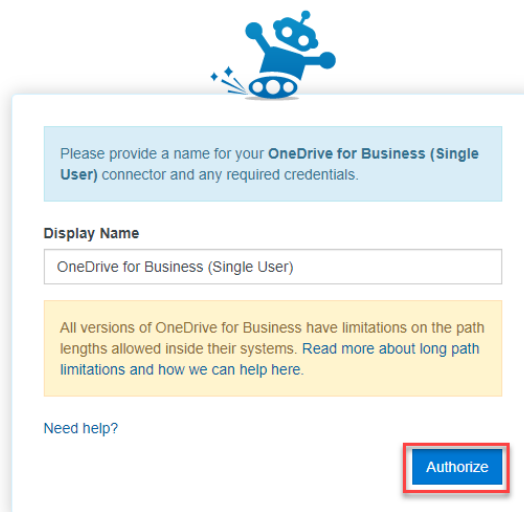 Please provide a name for your OneDrive for Business (Single
User) connector and any required credentials.
Display Name
OneDrive for Business (Single User)
All versions of OneDrive for Business have limitations on the path
lengths allowed inside their systems. Read more about long path
limitations and how we can help here.
Need help?
Authorize